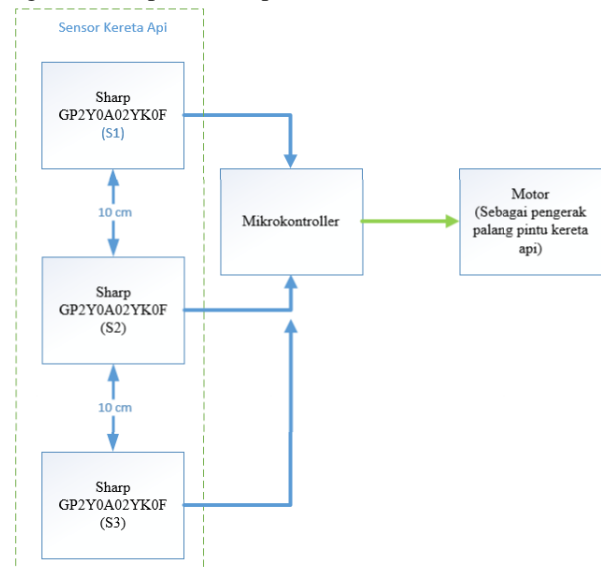 Sensor Kereta Api
Sharp
GP2Y0A02YK0F
(S1)
10 cm
Sharp
GP2Y0A02YK0F
(S2)
10 cm
Sharp
GP2Y0A02YK0F
(S3)
Mikrokontroller
Motor
(Sebagai pengerak
palang pintu kereta
api)